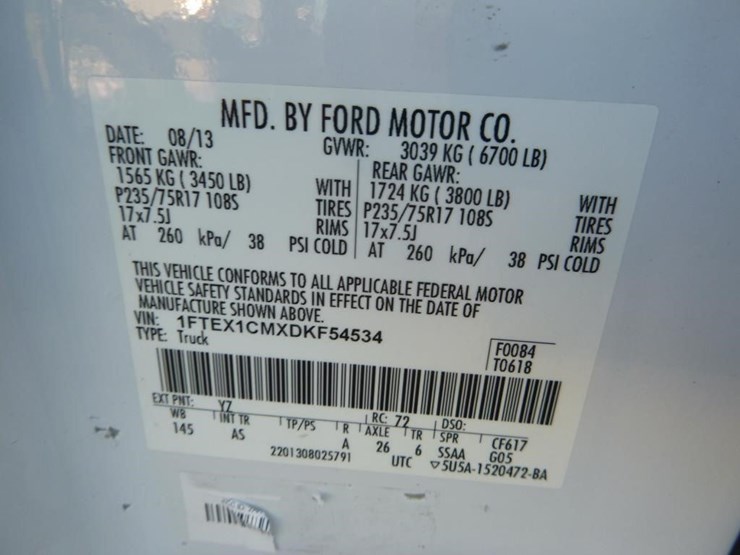 MFD. BY FORD MOTOR CO.
DATE: 08/13 GVWR: 3039 KG ( 6700 LB)
FRONT GAWR: REAR GAWR:
1565 KG ( 3450 LB) WITH 1724 KG ( 3800 LB) WITH
P235/75R17 108S TIRES P235/75R17 108S TIRES
17x7.5J RIMS 17x7.5J RIMS
AT 260 kPa/ 38 PSI COLD AT 260 kPa/ 38 PSI COLD
THIS VEHICLE CONFORMS TO ALL APPLICABLE FEDERAL MOTOR
VEHICLE SAFETY STANDARDS IN EFFECT ON THE DATE OF
MANUFACTURE SHOWN ABOVE.
VIN: 1FTEX1CMXDKF54534
TYPE: Truck
F0084
T0618
EXT PNT: YZ RC: 72 DSO:
WB INT TR TP/PS R AXLE TR SPR CF617
145 AS A 26 6 SSAA G05
2201308025791 UTC ▽5U5A-1520472-BA